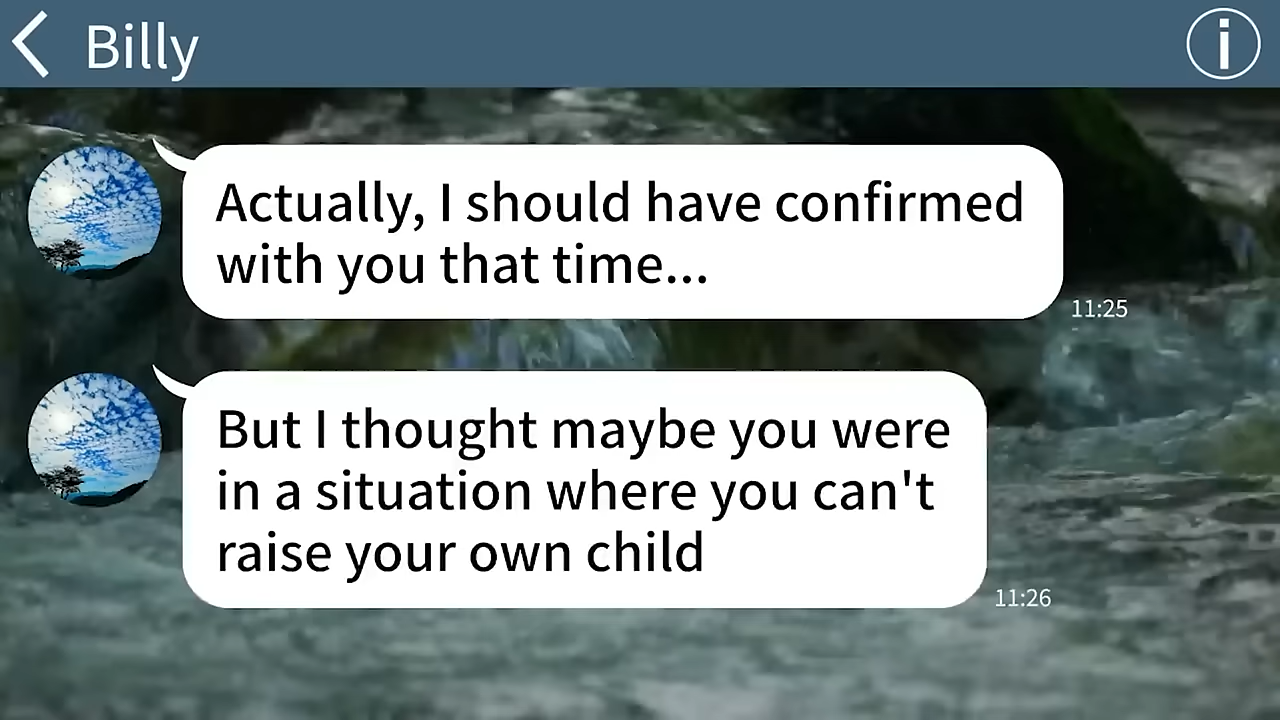 Billy
Actually, I should have confirmed
with you that time...
11:25
But I thought maybe you were
in a situation where you can't
raise your own child
11:26